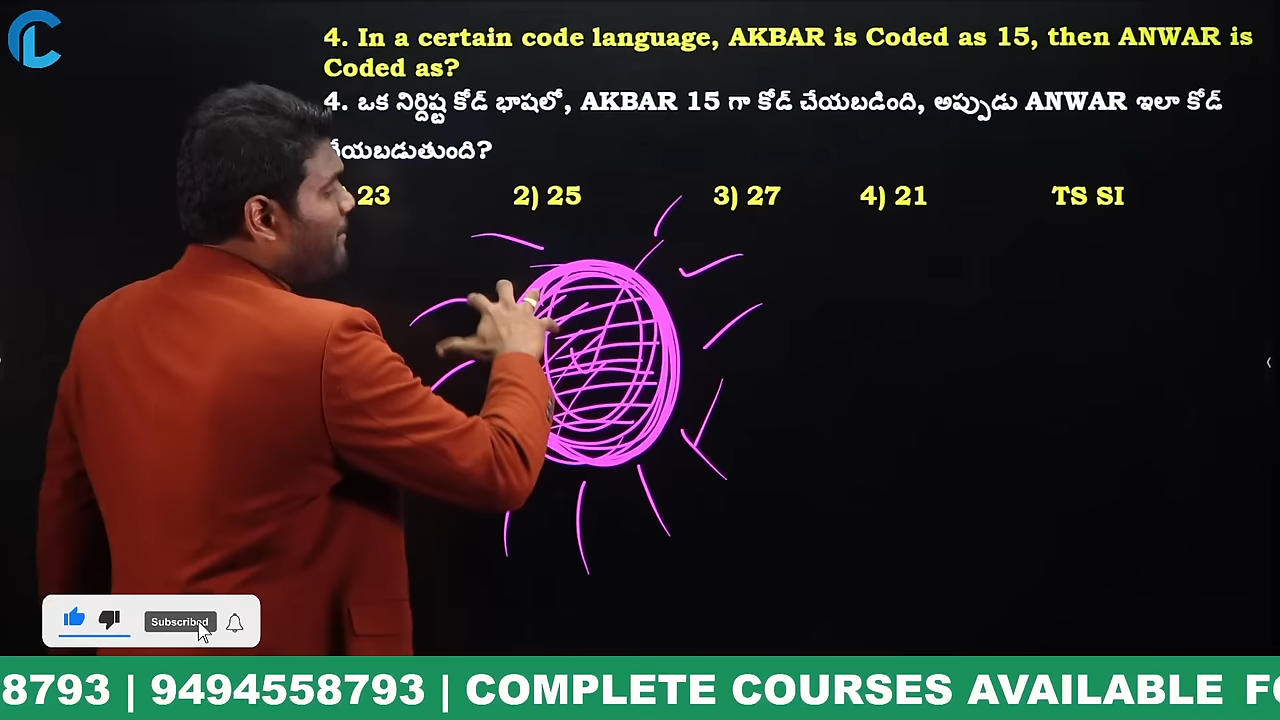 4. In a certain code language, AKBAR is Coded as 15, then ANWAR is
Coded as?
4. ఒక నిర్దిష్ట కోడ్ భాషలో, AKBAR 15 గా కోడ్ చేయబడింది, అప్పుడు ANWAR ఇలా కోడ్
చేయబడుతుంది?
23 2) 25 3) 27 4) 21 TS SI
Subscribed
8793 | 9494558793 | COMPLETE COURSES AVAILABLE